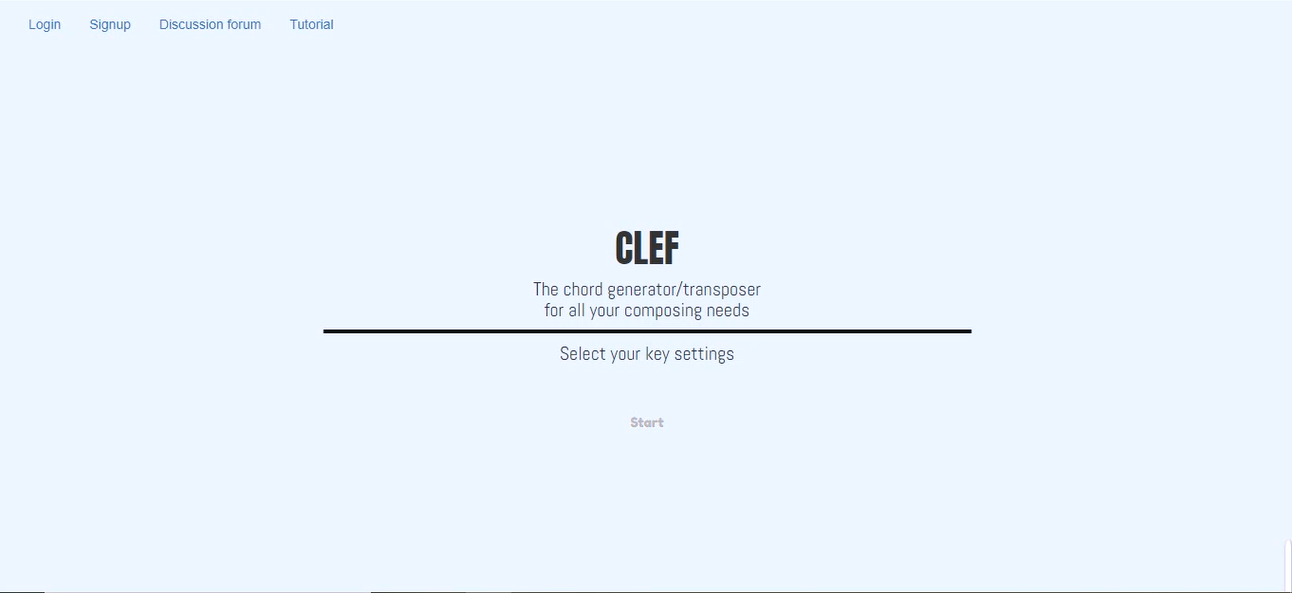 Login Signup Discussion forum Tutorial
CLEF
The chord generator/transposer
for all your composing needs
Select your key settings
Start